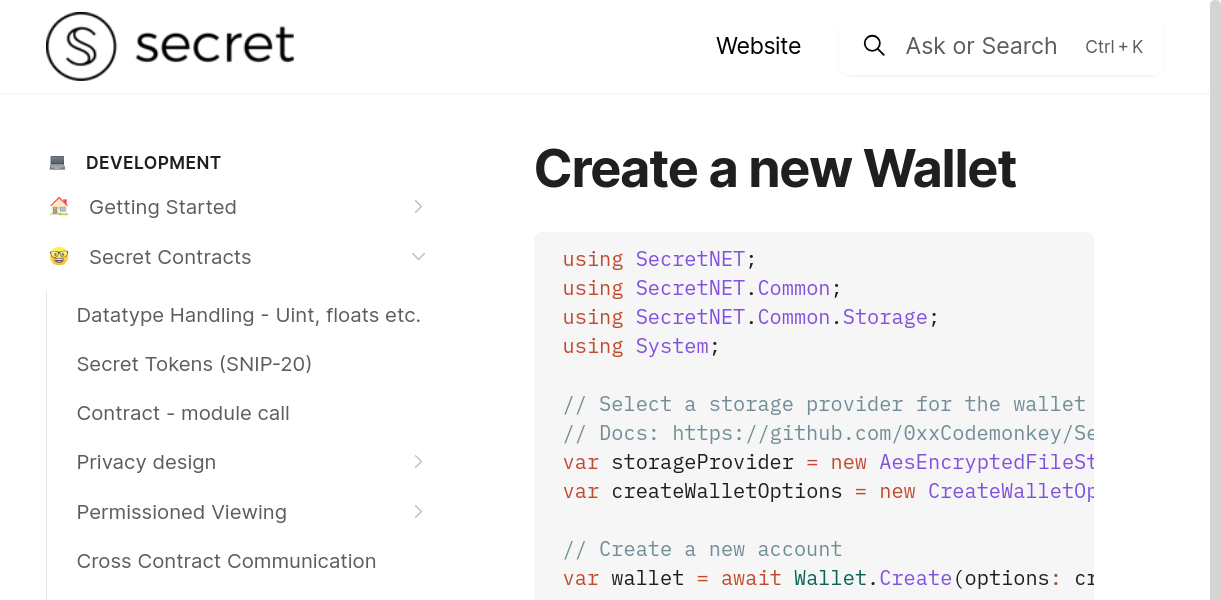 secret
Website
Ask or Search
Ctrl + K
DEVELOPMENT
Getting Started
Secret Contracts
Datatype Handling - Uint, floats etc.
Secret Tokens (SNIP-20)
Contract - module call
Privacy design
Permissioned Viewing
Cross Contract Communication
Create a new Wallet
using SecretNET;
using SecretNET.Common;
using SecretNET.Common.Storage;
using System;
// Select a storage provider for the wallet
// Docs: https://github.com/0xxCodemonkey/Se
var storageProvider = new AesEncryptedFileSt
var createWalletOptions = new CreateWalletOp
// Create a new account
var wallet = await Wallet.Create(options: cr